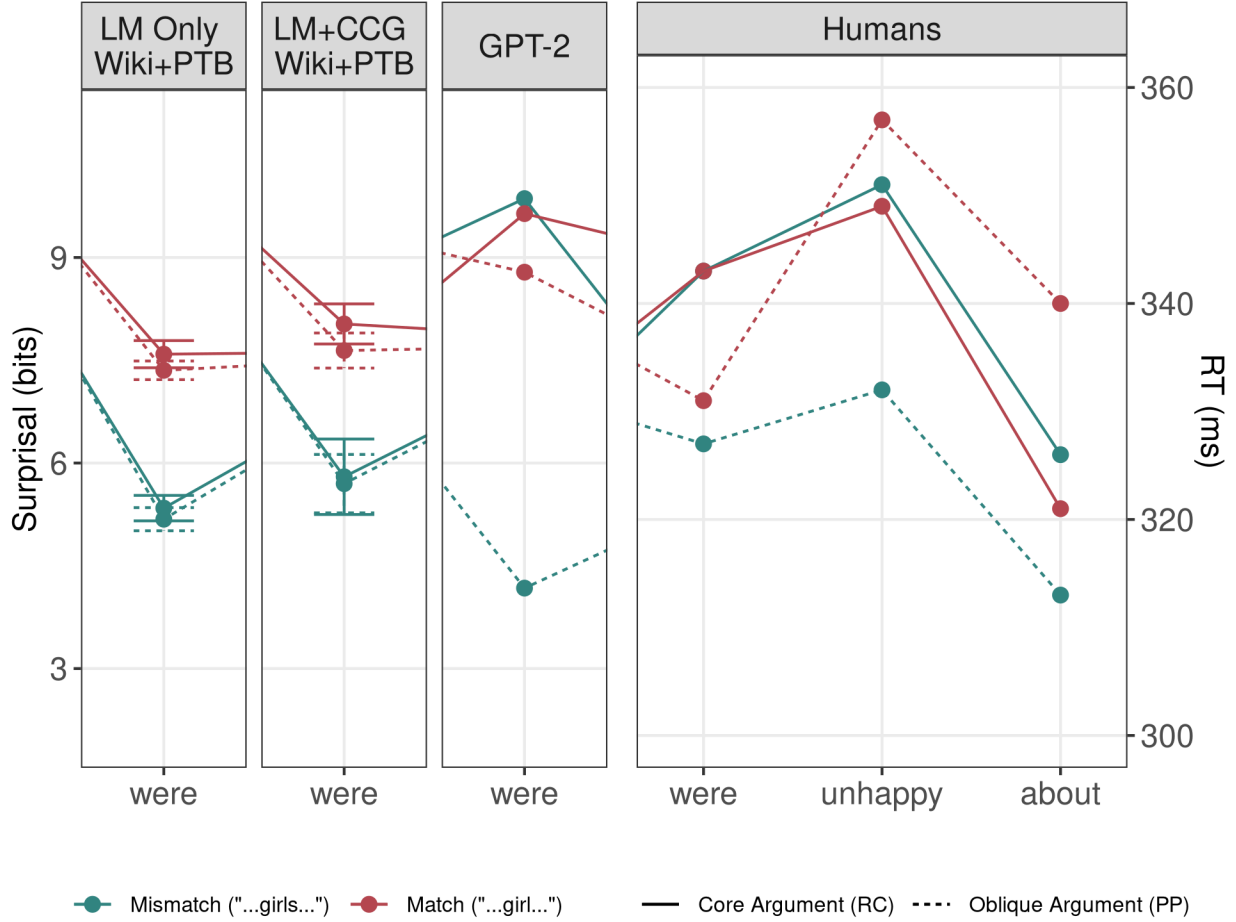 LM Only
Wiki+PTB
LM+CCG
Wiki+PTB
GPT-2
Humans
Surprisal (bits)
9
6
3
360
340
320
300
RT (ms)
were
were
were
were
unhappy
about
Mismatch ("...girls...")
Match ("...girl...")
Core Argument (RC)
Oblique Argument (PP)